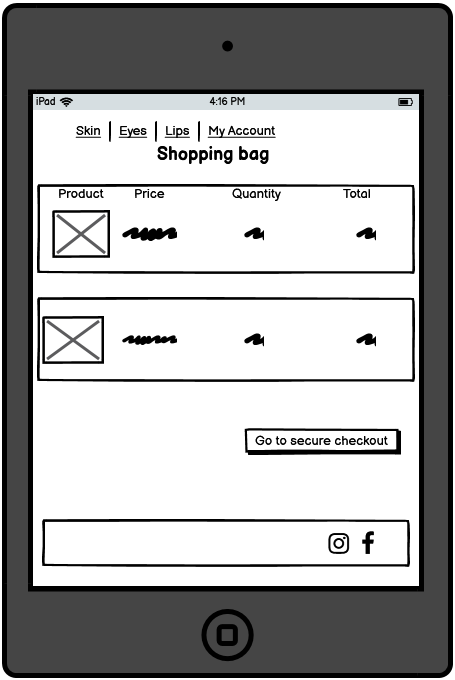 iPad 4:16 PM
Skin Eyes Lips My Account
Shopping bag
Product Price Quantity Total
Go to secure checkout